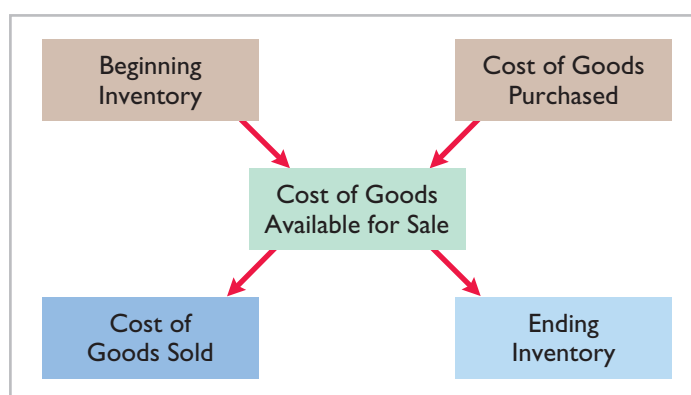 Beginning
Inventory
Cost of Goods
Purchased
Cost of Goods
Available for Sale
Cost of
Goods Sold
Ending
Inventory